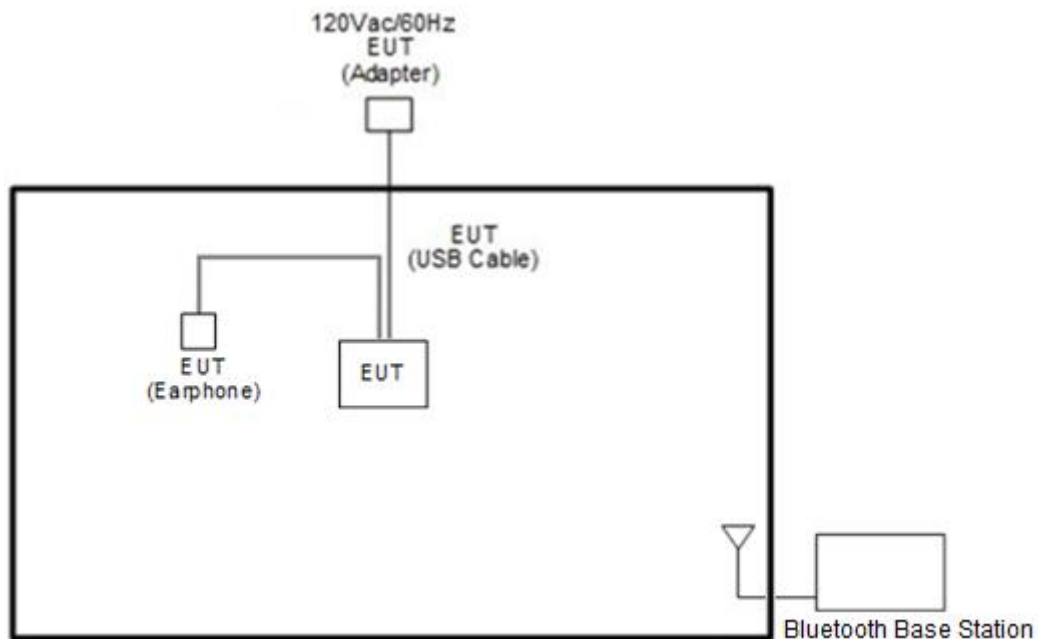 120Vac/60Hz
EUT
(Adapter)
EUT
(USB Cable)
EUT
(Earphone)
EUT
Bluetooth Base Station